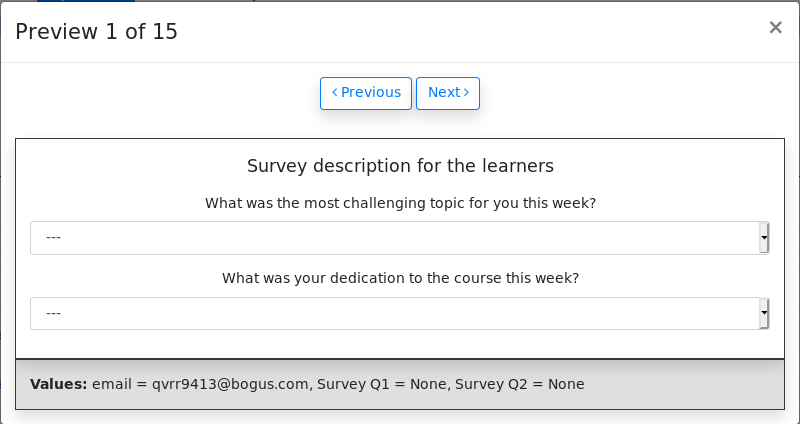 Preview 1 of 15
×
‹ Previous Next ›
Survey description for the learners
What was the most challenging topic for you this week?
---
What was your dedication to the course this week?
---
Values: email = qvrr9413@bogus.com, Survey Q1 = None, Survey Q2 = None